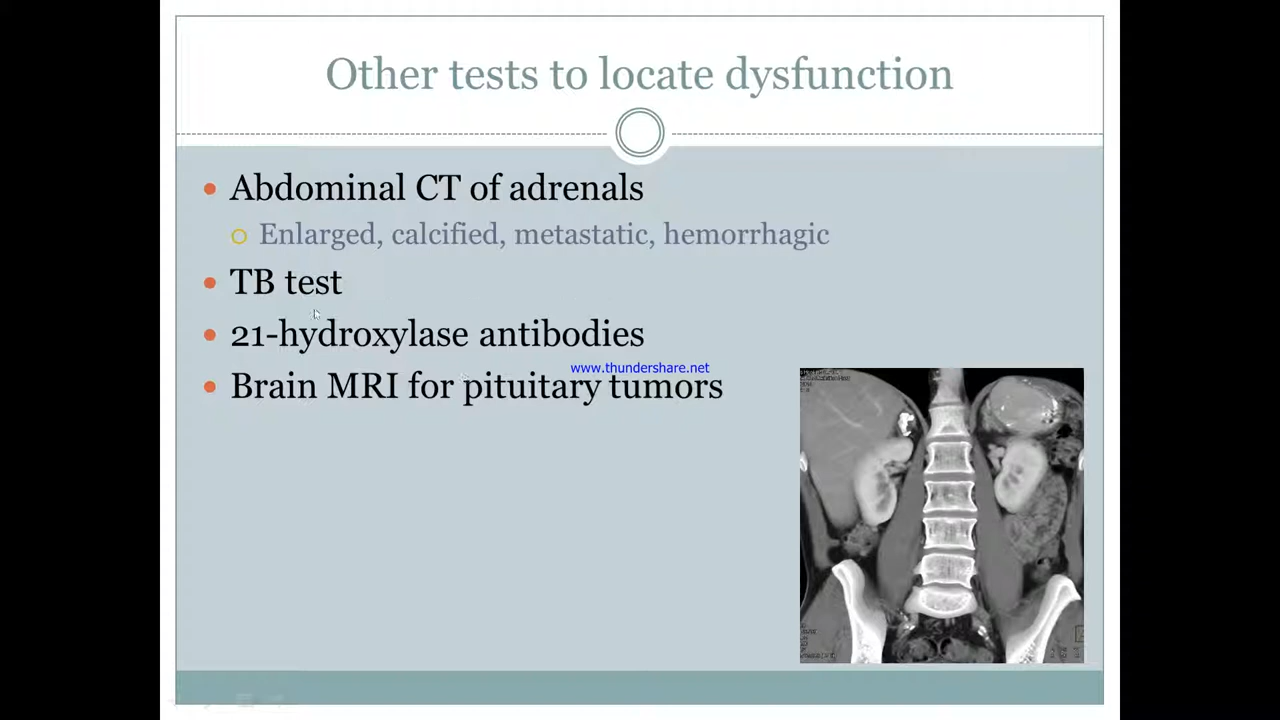 Other tests to locate dysfunction
Abdominal CT of adrenals
Enlarged, calcified, metastatic, hemorrhagic
TB test
21-hydroxylase antibodies
www.thundershare.net
Brain MRI for pituitary tumors